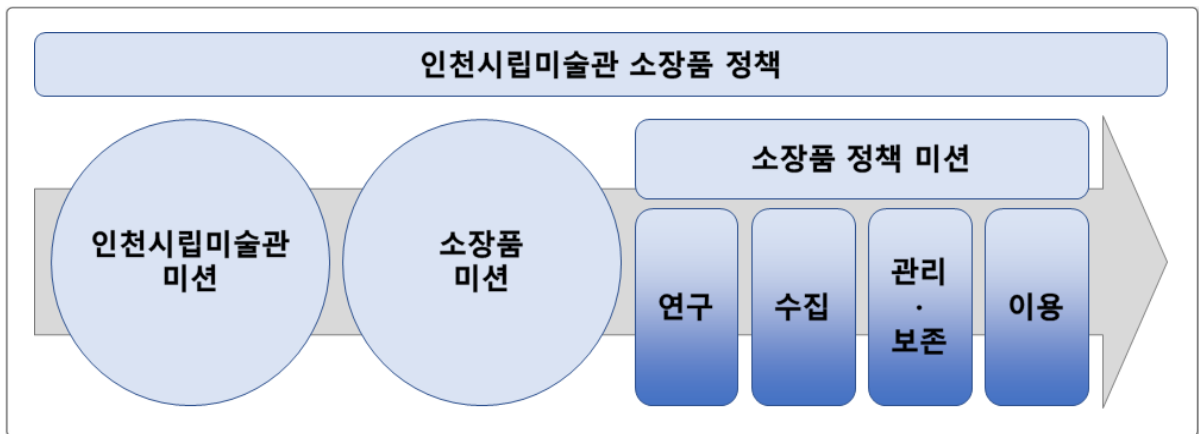 인천시립미술관 소장품 정책
인천시립미술관
미션
소장품
미션
소장품 정책 미션
연구
수집
관리
·
보존
이용